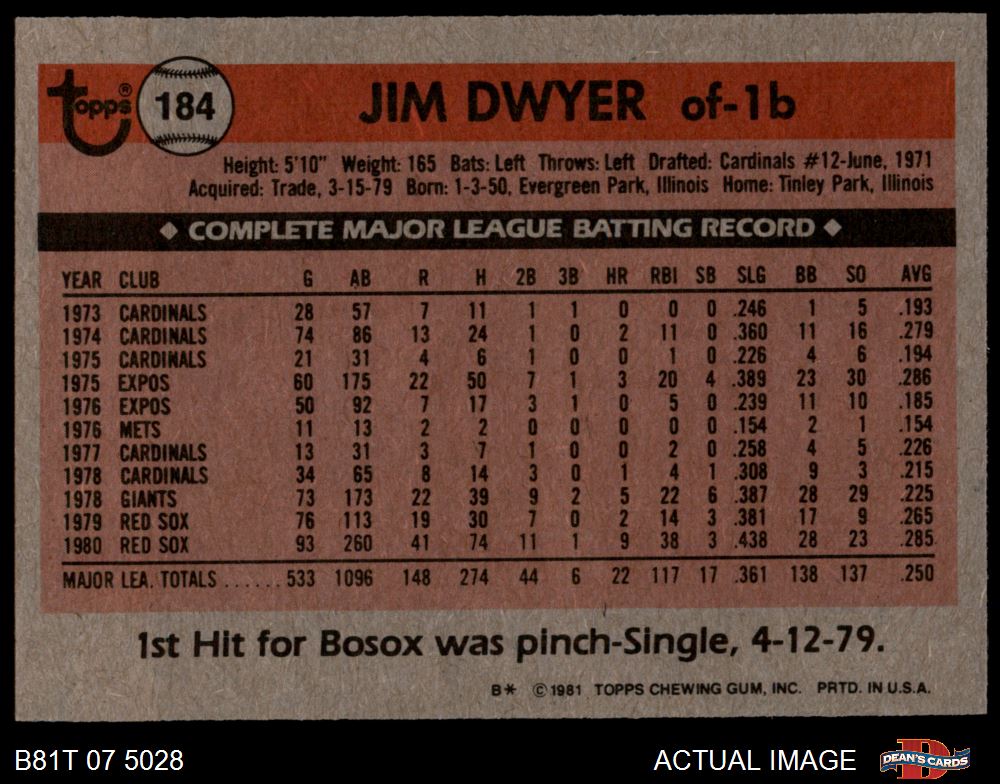 topps® 184 JIM DWYER of-1b
Height: 5'10" Weight: 165 Bats: Left Throws: Left Drafted: Cardinals #12-June, 1971
Acquired: Trade, 3-15-79 Born: 1-3-50, Evergreen Park, Illinois Home: Tinley Park, Illinois
◆ COMPLETE MAJOR LEAGUE BATTING RECORD ◆
YEAR CLUB G AB R H 2B 3B HR RBI SB SLG BB SO AVG
1973 CARDINALS 28 57 7 11 1 1 0 0 0 .246 1 5 .193
1974 CARDINALS 74 86 13 24 1 0 2 11 0 .360 11 16 .279
1975 CARDINALS 21 31 4 6 1 0 0 1 0 .226 4 6 .194
1975 EXPOS 60 175 22 50 7 1 3 20 4 .389 23 30 .286
1976 EXPOS 50 92 7 17 3 1 0 5 0 .239 11 10 .185
1976 METS 11 13 2 2 0 0 0 0 0 .154 2 1 .154
1977 CARDINALS 13 31 3 7 1 0 0 2 0 .258 4 5 .226
1978 CARDINALS 34 65 8 14 3 0 1 4 1 .308 9 3 .215
1978 GIANTS 73 173 22 39 9 2 5 22 6 .387 28 29 .225
1979 RED SOX 76 113 19 30 7 0 2 14 3 .381 17 9 .265
1980 RED SOX 93 260 41 74 11 1 9 38 3 .438 28 23 .285
MAJOR LEA. TOTALS ...... 533 1096 148 274 44 6 22 117 17 .361 138 137 .250
1st Hit for Bosox was pinch-Single, 4-12-79.
B* ©1981 TOPPS CHEWING GUM, INC. PRTD. IN U.S.A.
B81T 07 5028 ACTUAL IMAGE DEAN'S CARDS